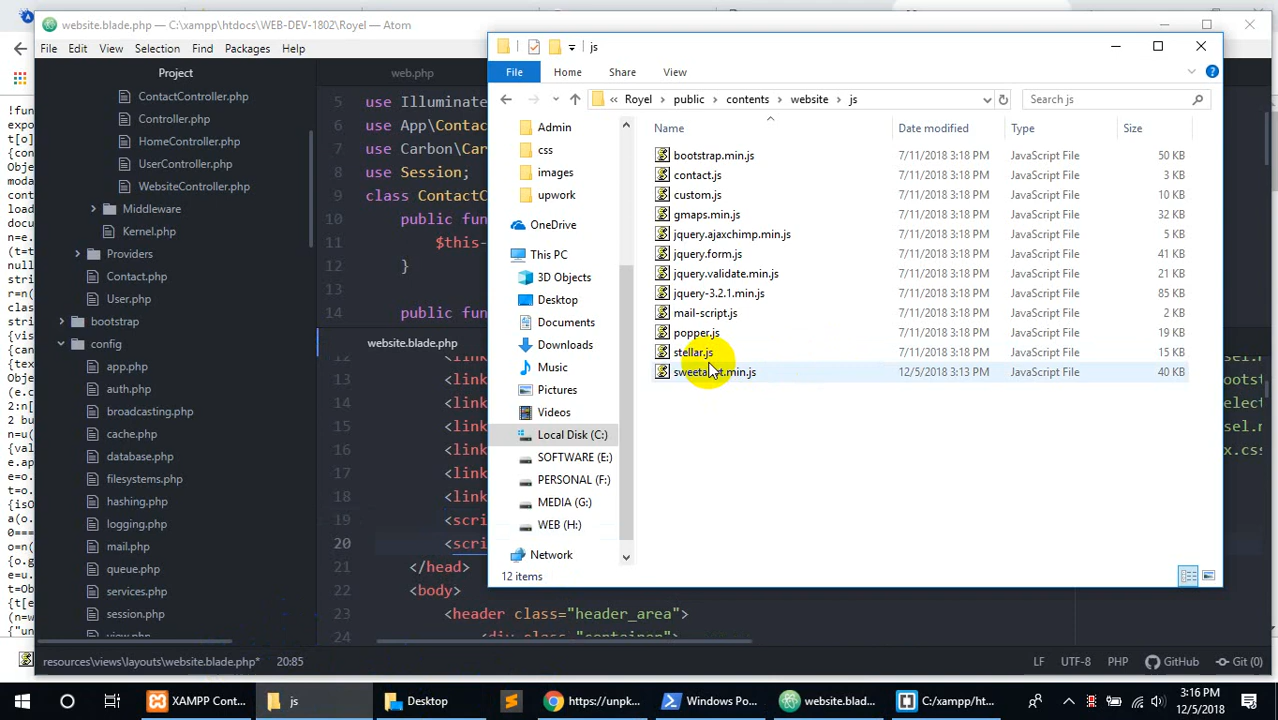 website.blade.php — C:\xampp\htdocs\WEB-DEV-1802\Royel — Atom
File Edit View Selection Find Packages Help
Project
ContactController.php
Controller.php
HomeController.php
UserController.php
WebsiteController.php
Middleware
Kernel.php
Providers
Contact.php
User.php
bootstrap
config
app.php
auth.php
broadcasting.php
cache.php
database.php
filesystems.php
hashing.php
logging.php
mail.php
queue.php
services.php
session.php
view.php
web.php
5 use Illuminate
6 use App\Contac
7 use Carbon\Car
8 use Session;
9 class ContactC
10 public fun
11 $this-
12 }
13
14 public fun
website.blade.php
12 <link
13 <link
14 <link
15 <link
16 <link
17 <link
18 <link
19 <scri
20 <scri
21 </head>
22 <body>
23 <header class="header_area">
24 <div class="container">
resources\views\layouts\website.blade.php* 20:85
LF UTF-8 PHP GitHub Git (0)
js
File Home Share View
« Royel › public › contents › website › js
Search js
Admin
css
images
upwork
OneDrive
This PC
3D Objects
Desktop
Documents
Downloads
Music
Pictures
Videos
Local Disk (C:)
SOFTWARE (E:)
PERSONAL (F:)
MEDIA (G:)
WEB (H:)
Network
Name Date modified Type Size
bootstrap.min.js 7/11/2018 3:18 PM JavaScript File 50 KB
contact.js 7/11/2018 3:18 PM JavaScript File 3 KB
custom.js 7/11/2018 3:18 PM JavaScript File 10 KB
gmaps.min.js 7/11/2018 3:18 PM JavaScript File 32 KB
jquery.ajaxchimp.min.js 7/11/2018 3:18 PM JavaScript File 5 KB
jquery.form.js 7/11/2018 3:18 PM JavaScript File 41 KB
jquery.validate.min.js 7/11/2018 3:18 PM JavaScript File 21 KB
jquery-3.2.1.min.js 7/11/2018 3:18 PM JavaScript File 85 KB
mail-script.js 7/11/2018 3:18 PM JavaScript File 2 KB
popper.js 7/11/2018 3:18 PM JavaScript File 19 KB
stellar.js 7/11/2018 3:18 PM JavaScript File 15 KB
sweetalert.min.js 12/5/2018 3:13 PM JavaScript File 40 KB
12 items
XAMPP Cont...
js
Desktop
https://unpk...
Windows Po...
website.blad...
C:/xampp/ht...
3:16 PM
12/5/2018